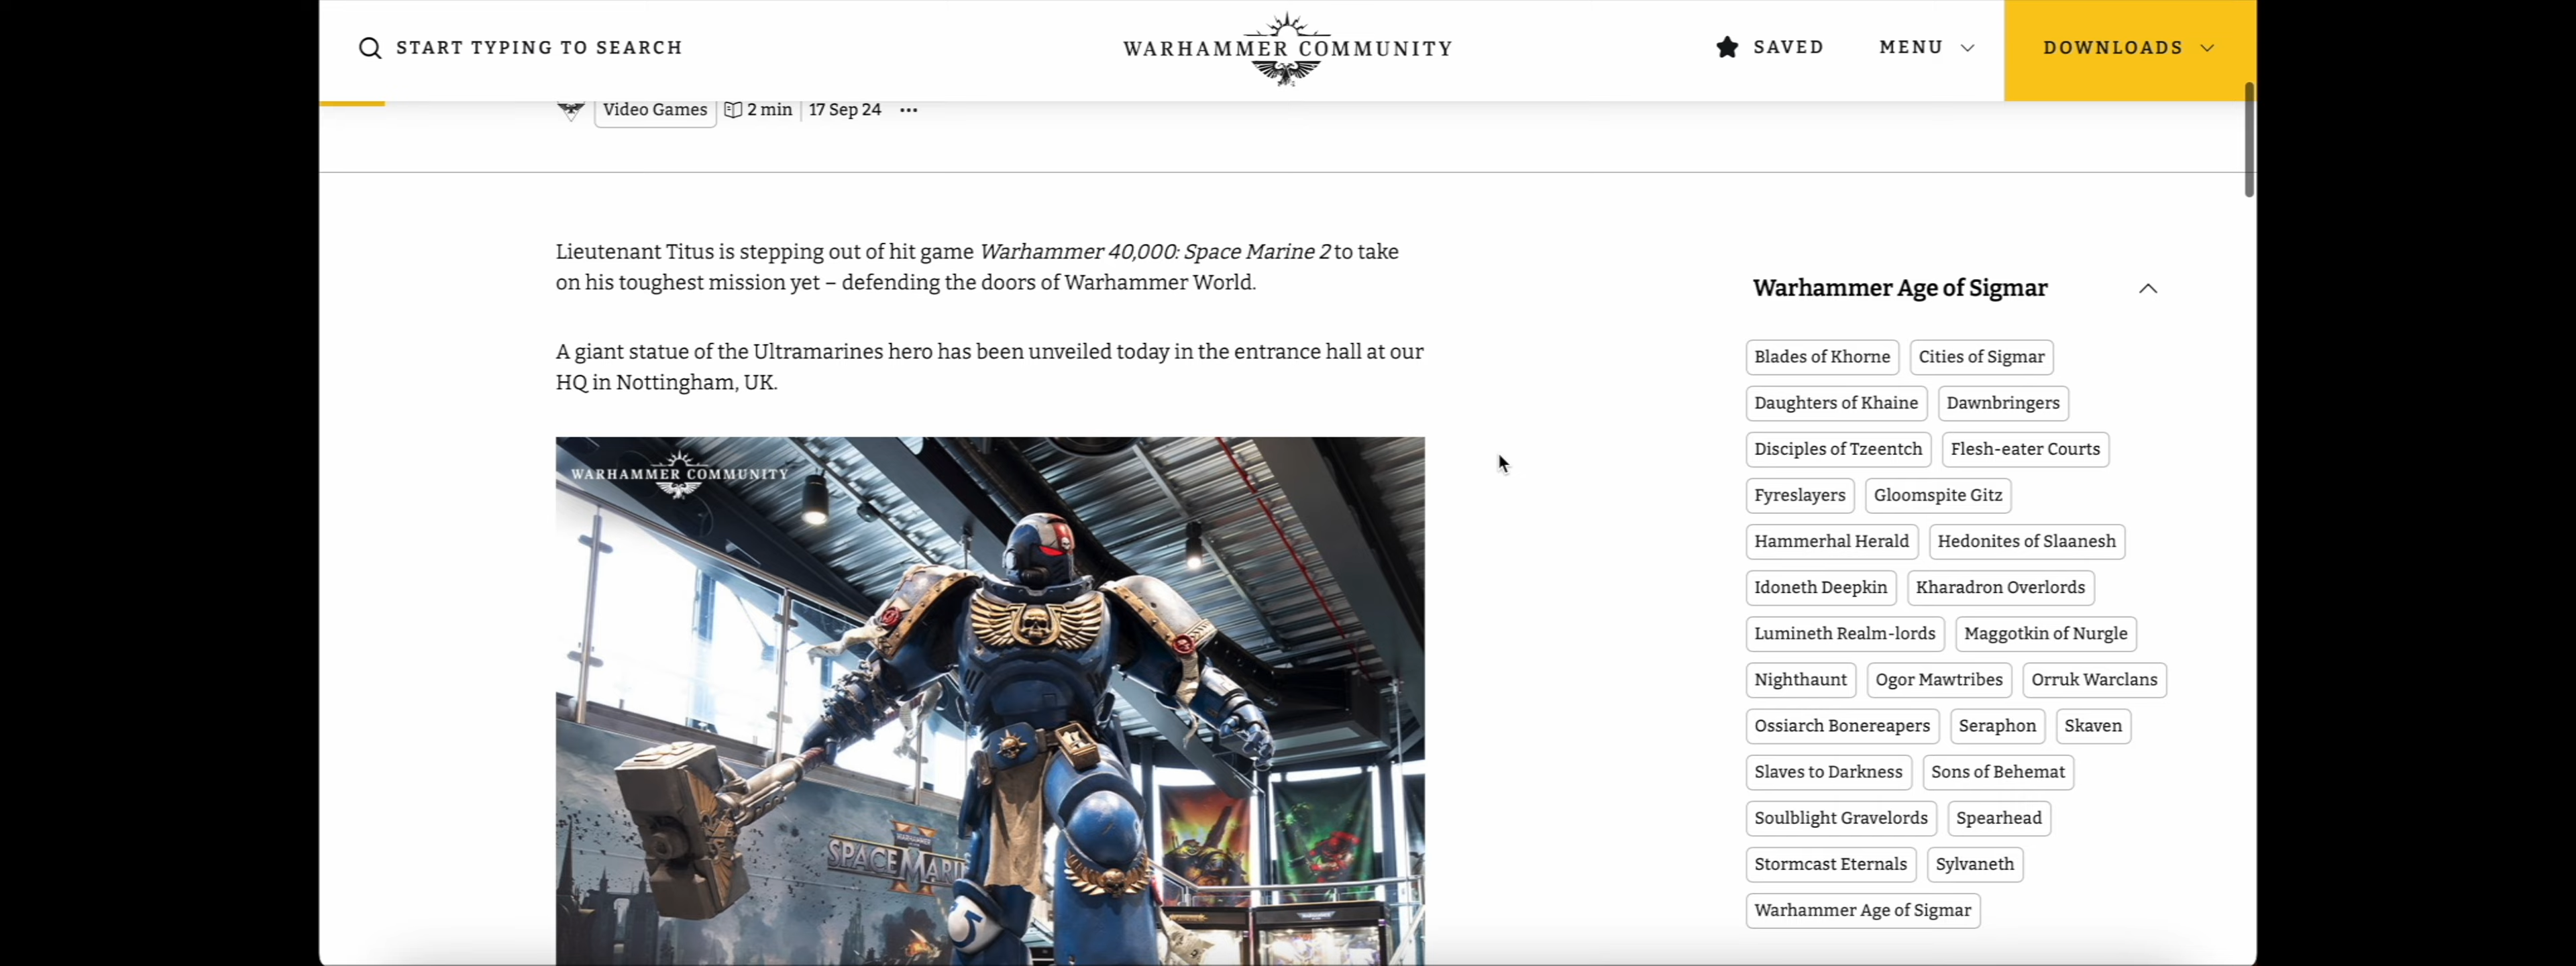 START TYPING TO SEARCH
WARHAMMER COMMUNITY
SAVED
MENU
DOWNLOADS
Video Games
2 min
17 Sep 24
Lieutenant Titus is stepping out of hit game Warhammer 40,000: Space Marine 2 to take
on his toughest mission yet – defending the doors of Warhammer World.
A giant statue of the Ultramarines hero has been unveiled today in the entrance hall at our
HQ in Nottingham, UK.
WARHAMMER COMMUNITY
SPACE MARI
Warhammer Age of Sigmar
Blades of Khorne
Cities of Sigmar
Daughters of Khaine
Dawnbringers
Disciples of Tzeentch
Flesh-eater Courts
Fyreslayers
Gloomspite Gitz
Hammerhal Herald
Hedonites of Slaanesh
Idoneth Deepkin
Kharadron Overlords
Lumineth Realm-lords
Maggotkin of Nurgle
Nighthaunt
Ogor Mawtribes
Orruk Warclans
Ossiarch Bonereapers
Seraphon
Skaven
Slaves to Darkness
Sons of Behemat
Soulblight Gravelords
Spearhead
Stormcast Eternals
Sylvaneth
Warhammer Age of Sigmar